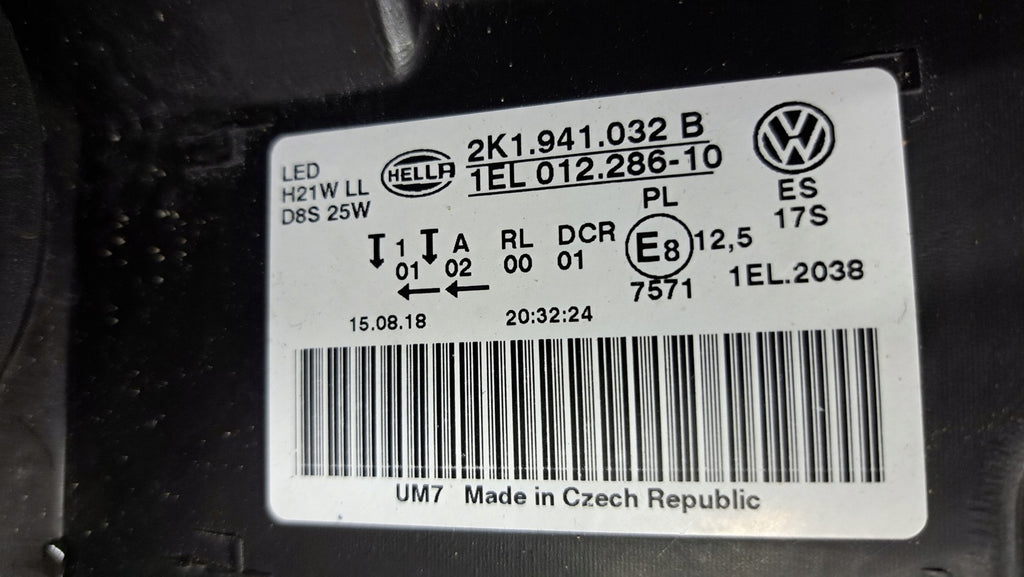 LED
H21W LL
D8S 25W
HELLA
2K1.941.032 B
1EL 012.286-10
VW
ES
17S
PL
1 A RL DCR
01 02 00 01
E8 12,5
7571
1EL.2038
15.08.18 20:32:24
UM7 Made in Czech Republic